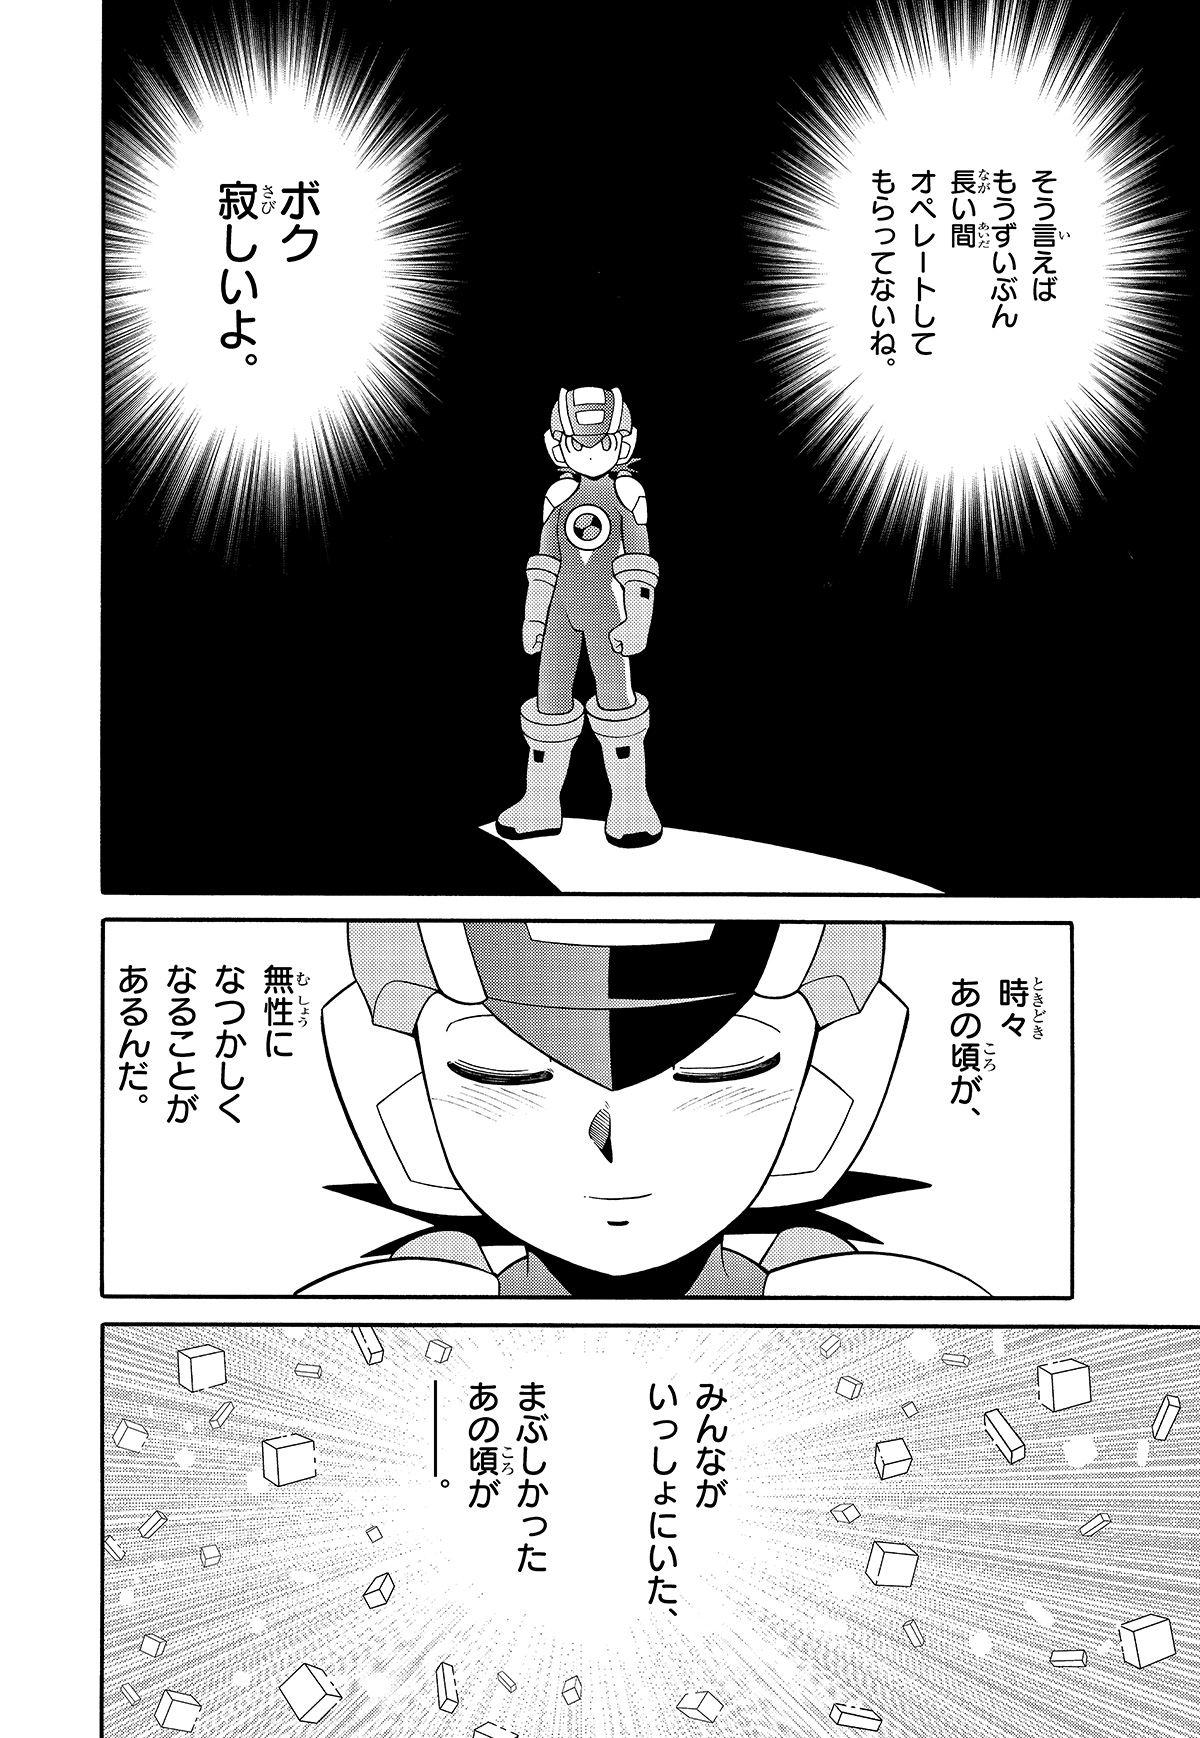 そう言えば
もうずいぶん
長い間
オペレートして
もらってないね。
ボク
寂しいよ。
時々
あの頃が、
無性に
なつかしく
なることが
あるんだ。
みんなが
いっしょにいた、
まぶしかった
あの頃が
――。